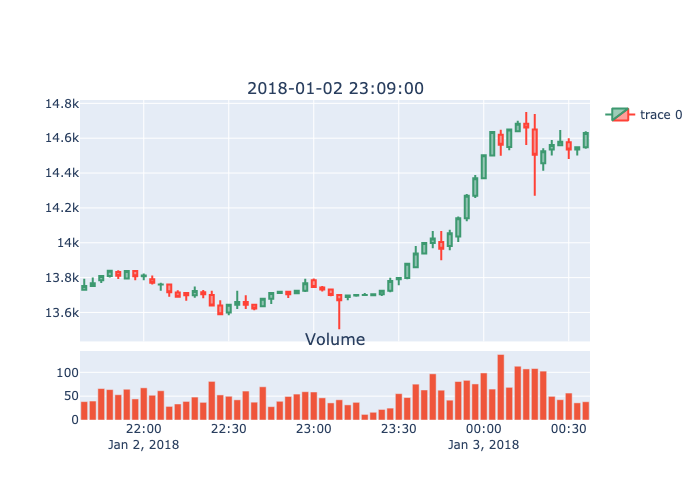 2018-01-02 23:09:00
14.8k
14.6k
14.4k
14.2k
14k
13.8k
13.6k
trace 0
Volume
100
50
0
22:00 22:30 23:00 23:30 00:00 00:30
Jan 2, 2018 Jan 3, 2018